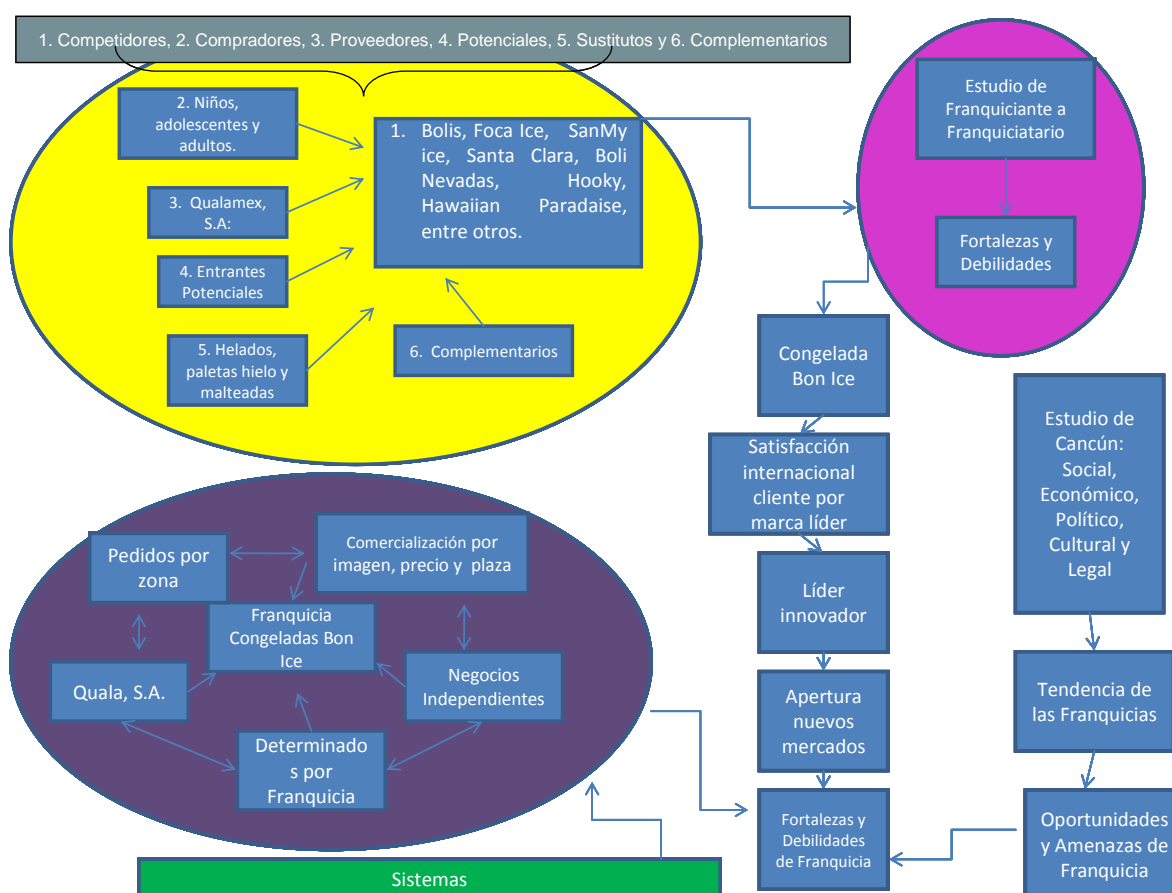 1. Competidores, 2. Compradores, 3. Proveedores, 4. Potenciales, 5. Sustitutos y 6. Complementarios
2. Niños,
adolescentes y
adultos.
1. Bolis, Foca Ice, SanMy
ice, Santa Clara, Boli
Nevadas, Hooky,
Hawaiian Paradaise,
entre otros.
3. Qualamex,
S.A:
4. Entrantes
Potenciales
5. Helados,
paletas hielo y
malteadas
6. Complementarios
Estudio de
Franquiciante a
Franquiciatario
Fortalezas y
Debilidades
Congelada
Bon Ice
Satisfacción
internacional
cliente por
marca líder
Líder
innovador
Apertura
nuevos
mercados
Fortalezas y
Debilidades
de Franquicia
Estudio de
Cancún:
Social,
Económico,
Político,
Cultural y
Legal
Tendencia de
las Franquicias
Oportunidades
y Amenazas de
Franquicia
Pedidos por
zona
Comercialización por
imagen, precio y plaza
Franquicia
Congeladas Bon
Ice
Quala, S.A.
Negocios
Independientes
Determinado
s por
Franquicia
Sistemas